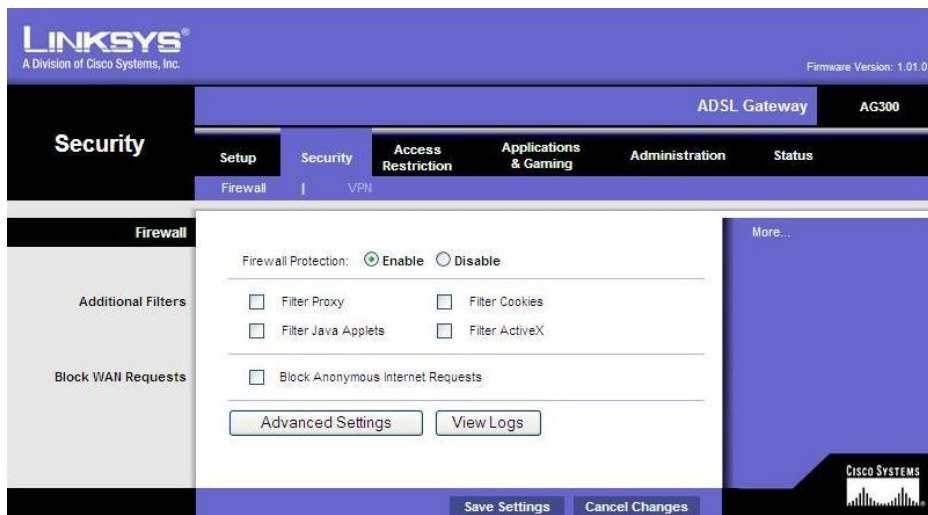 LINKSYS®
A Division of Cisco Systems, Inc.
Firmware Version: 1.01.0
ADSL Gateway AG300
Security
Setup Security Access Restriction Applications & Gaming Administration Status
Firewall | VPN
Firewall
More...
Firewall Protection: Enable Disable
Additional Filters
Filter Proxy Filter Cookies
Filter Java Applets Filter ActiveX
Block WAN Requests
Block Anonymous Internet Requests
Advanced Settings View Logs
CISCO SYSTEMS
Save Settings Cancel Changes